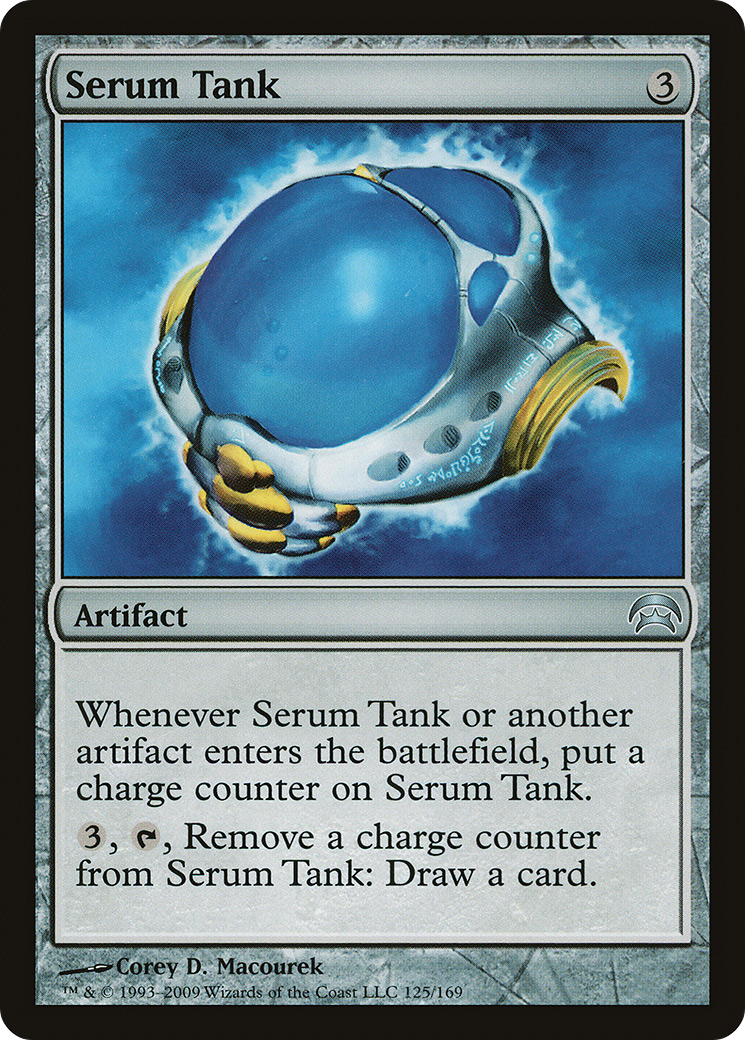 Serum Tank 3
Artifact
Whenever Serum Tank or another
artifact enters the battlefield, put a
charge counter on Serum Tank.
3, , Remove a charge counter
from Serum Tank: Draw a card.
Corey D. Macourek
™ & © 1993–2009 Wizards of the Coast LLC 125/169